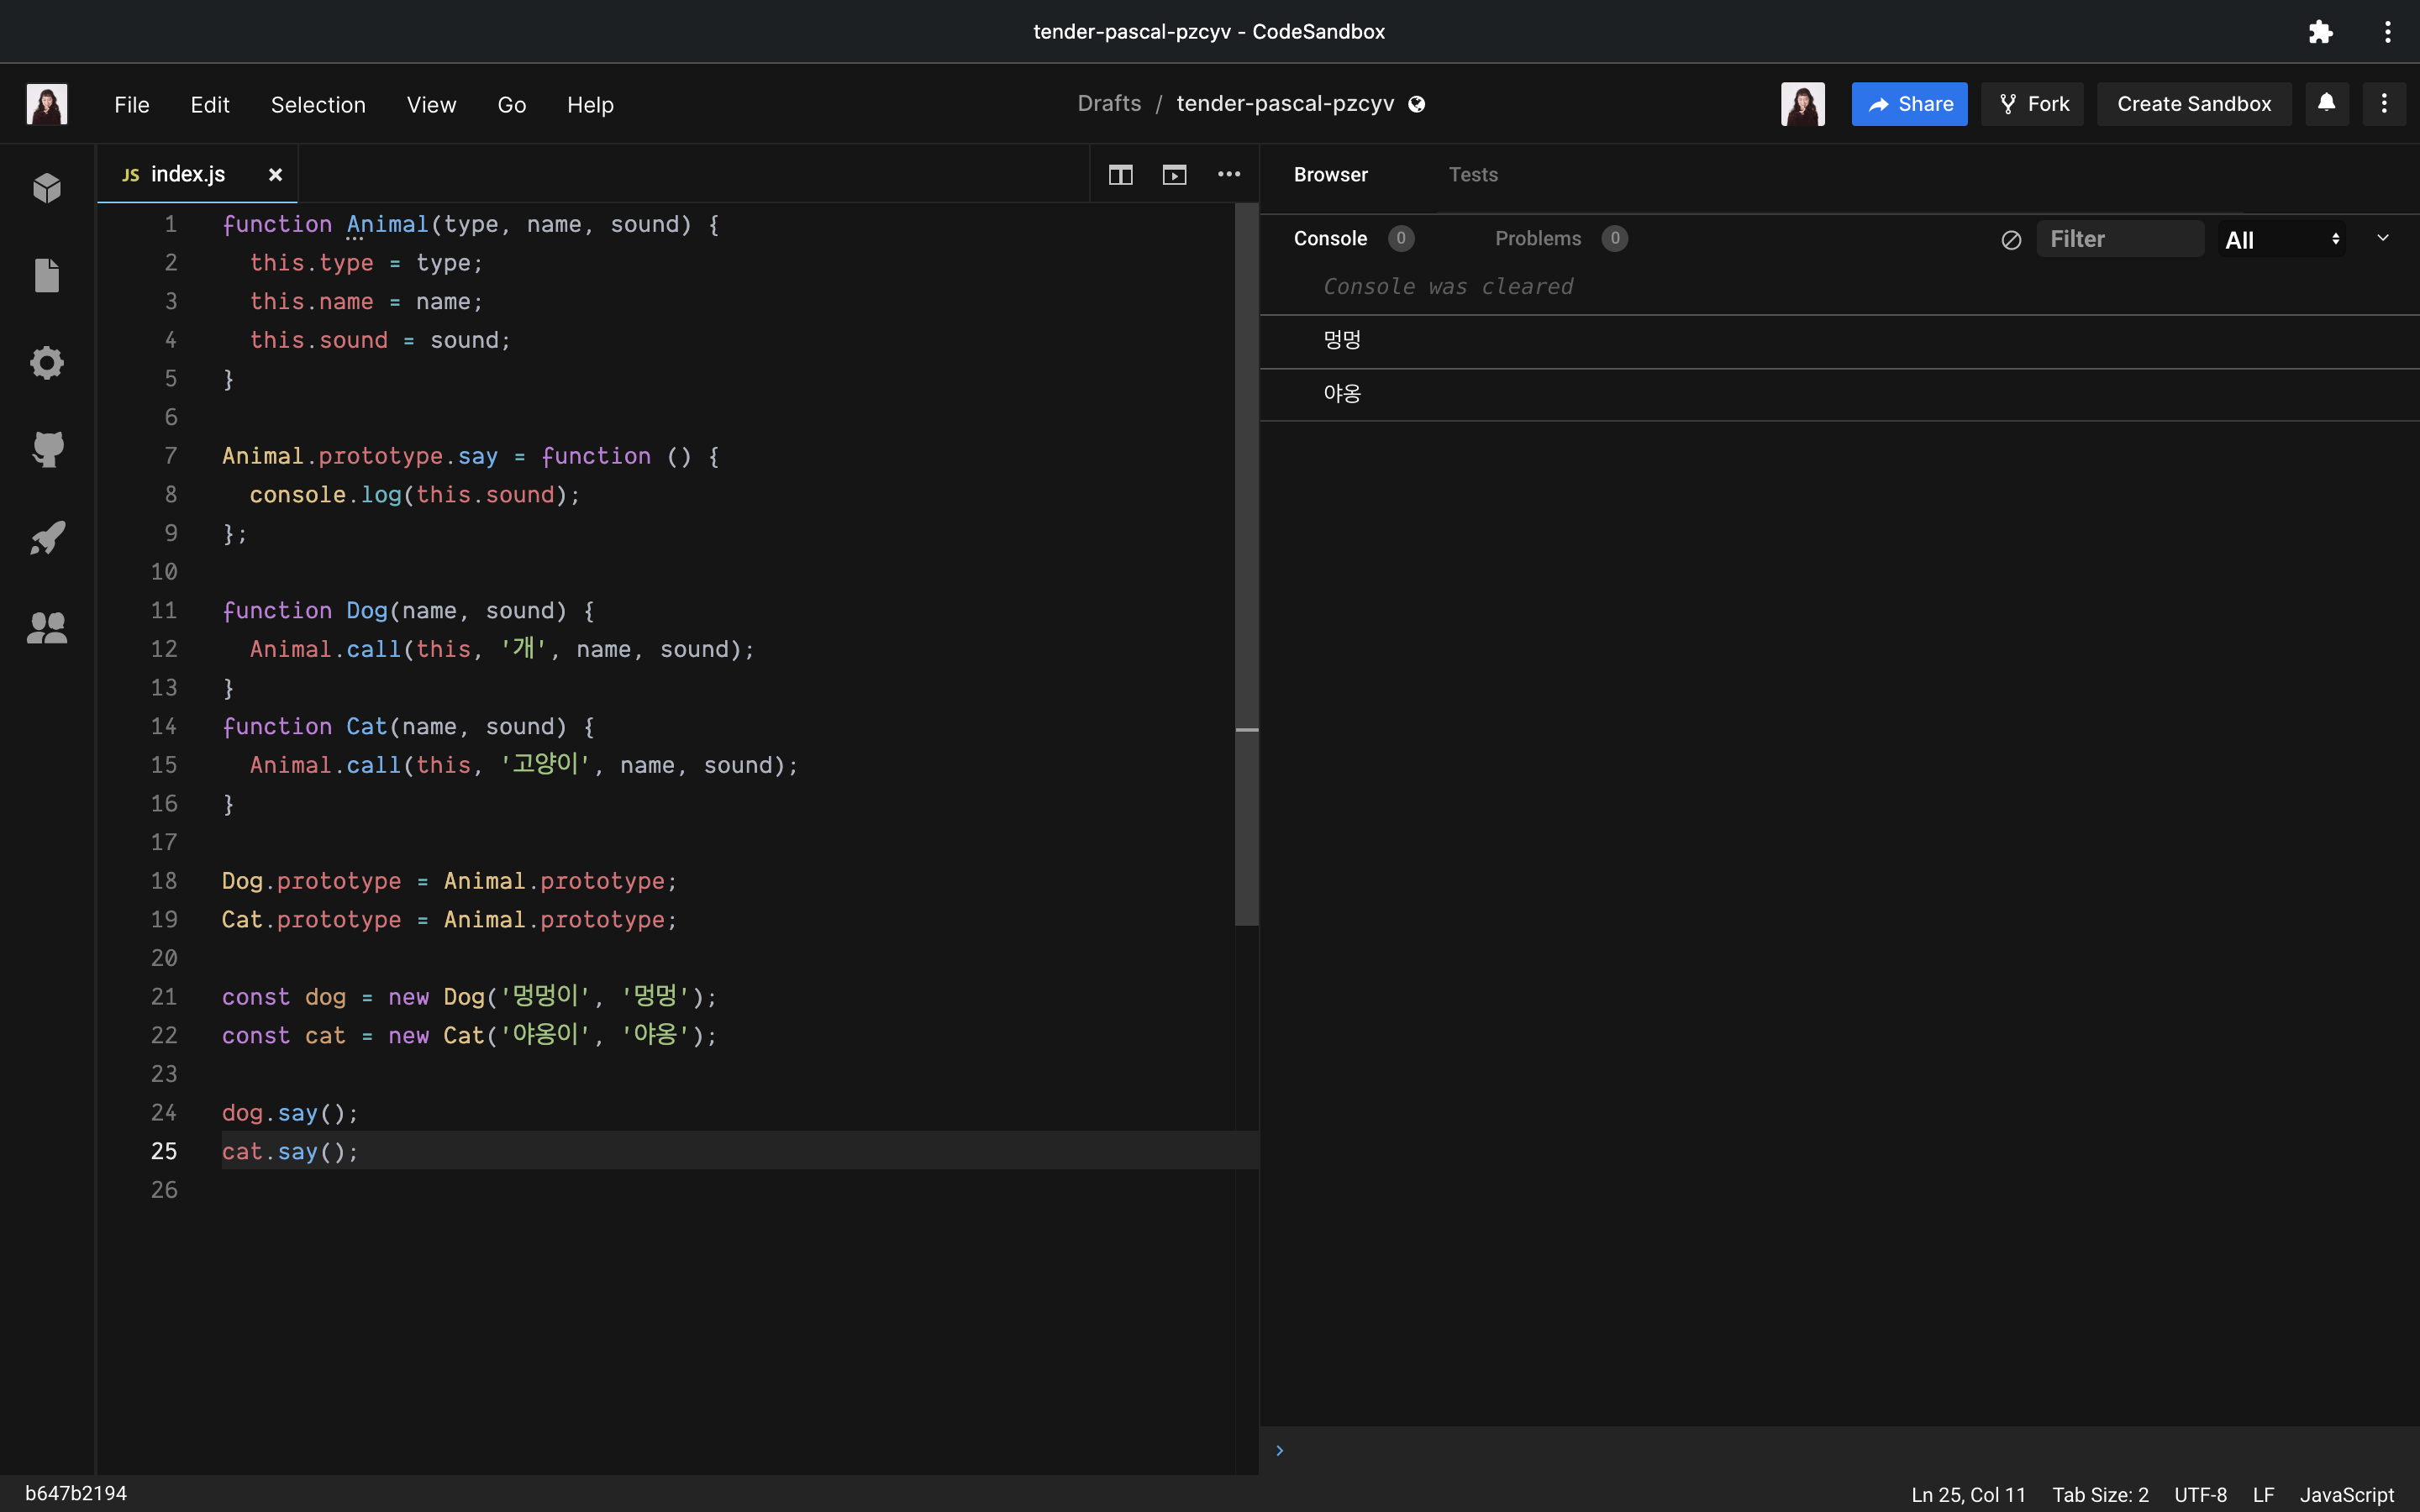 tender-pascal-pzcyv - CodeSandbox
File Edit Selection View Go Help
Drafts / tender-pascal-pzcyv
Share Fork Create Sandbox
JS index.js
1 function Animal(type, name, sound) {
2 this.type = type;
3 this.name = name;
4 this.sound = sound;
5 }
6
7 Animal.prototype.say = function () {
8 console.log(this.sound);
9 };
10
11 function Dog(name, sound) {
12 Animal.call(this, '개', name, sound);
13 }
14 function Cat(name, sound) {
15 Animal.call(this, '고양이', name, sound);
16 }
17
18 Dog.prototype = Animal.prototype;
19 Cat.prototype = Animal.prototype;
20
21 const dog = new Dog('멍멍이', '멍멍');
22 const cat = new Cat('야옹이', '야옹');
23
24 dog.say();
25 cat.say();
26
Browser Tests
Console 0 Problems 0 Filter All
Console was cleared
멍멍
야옹
b647b2194
Ln 25, Col 11 Tab Size: 2 UTF-8 LF JavaScript